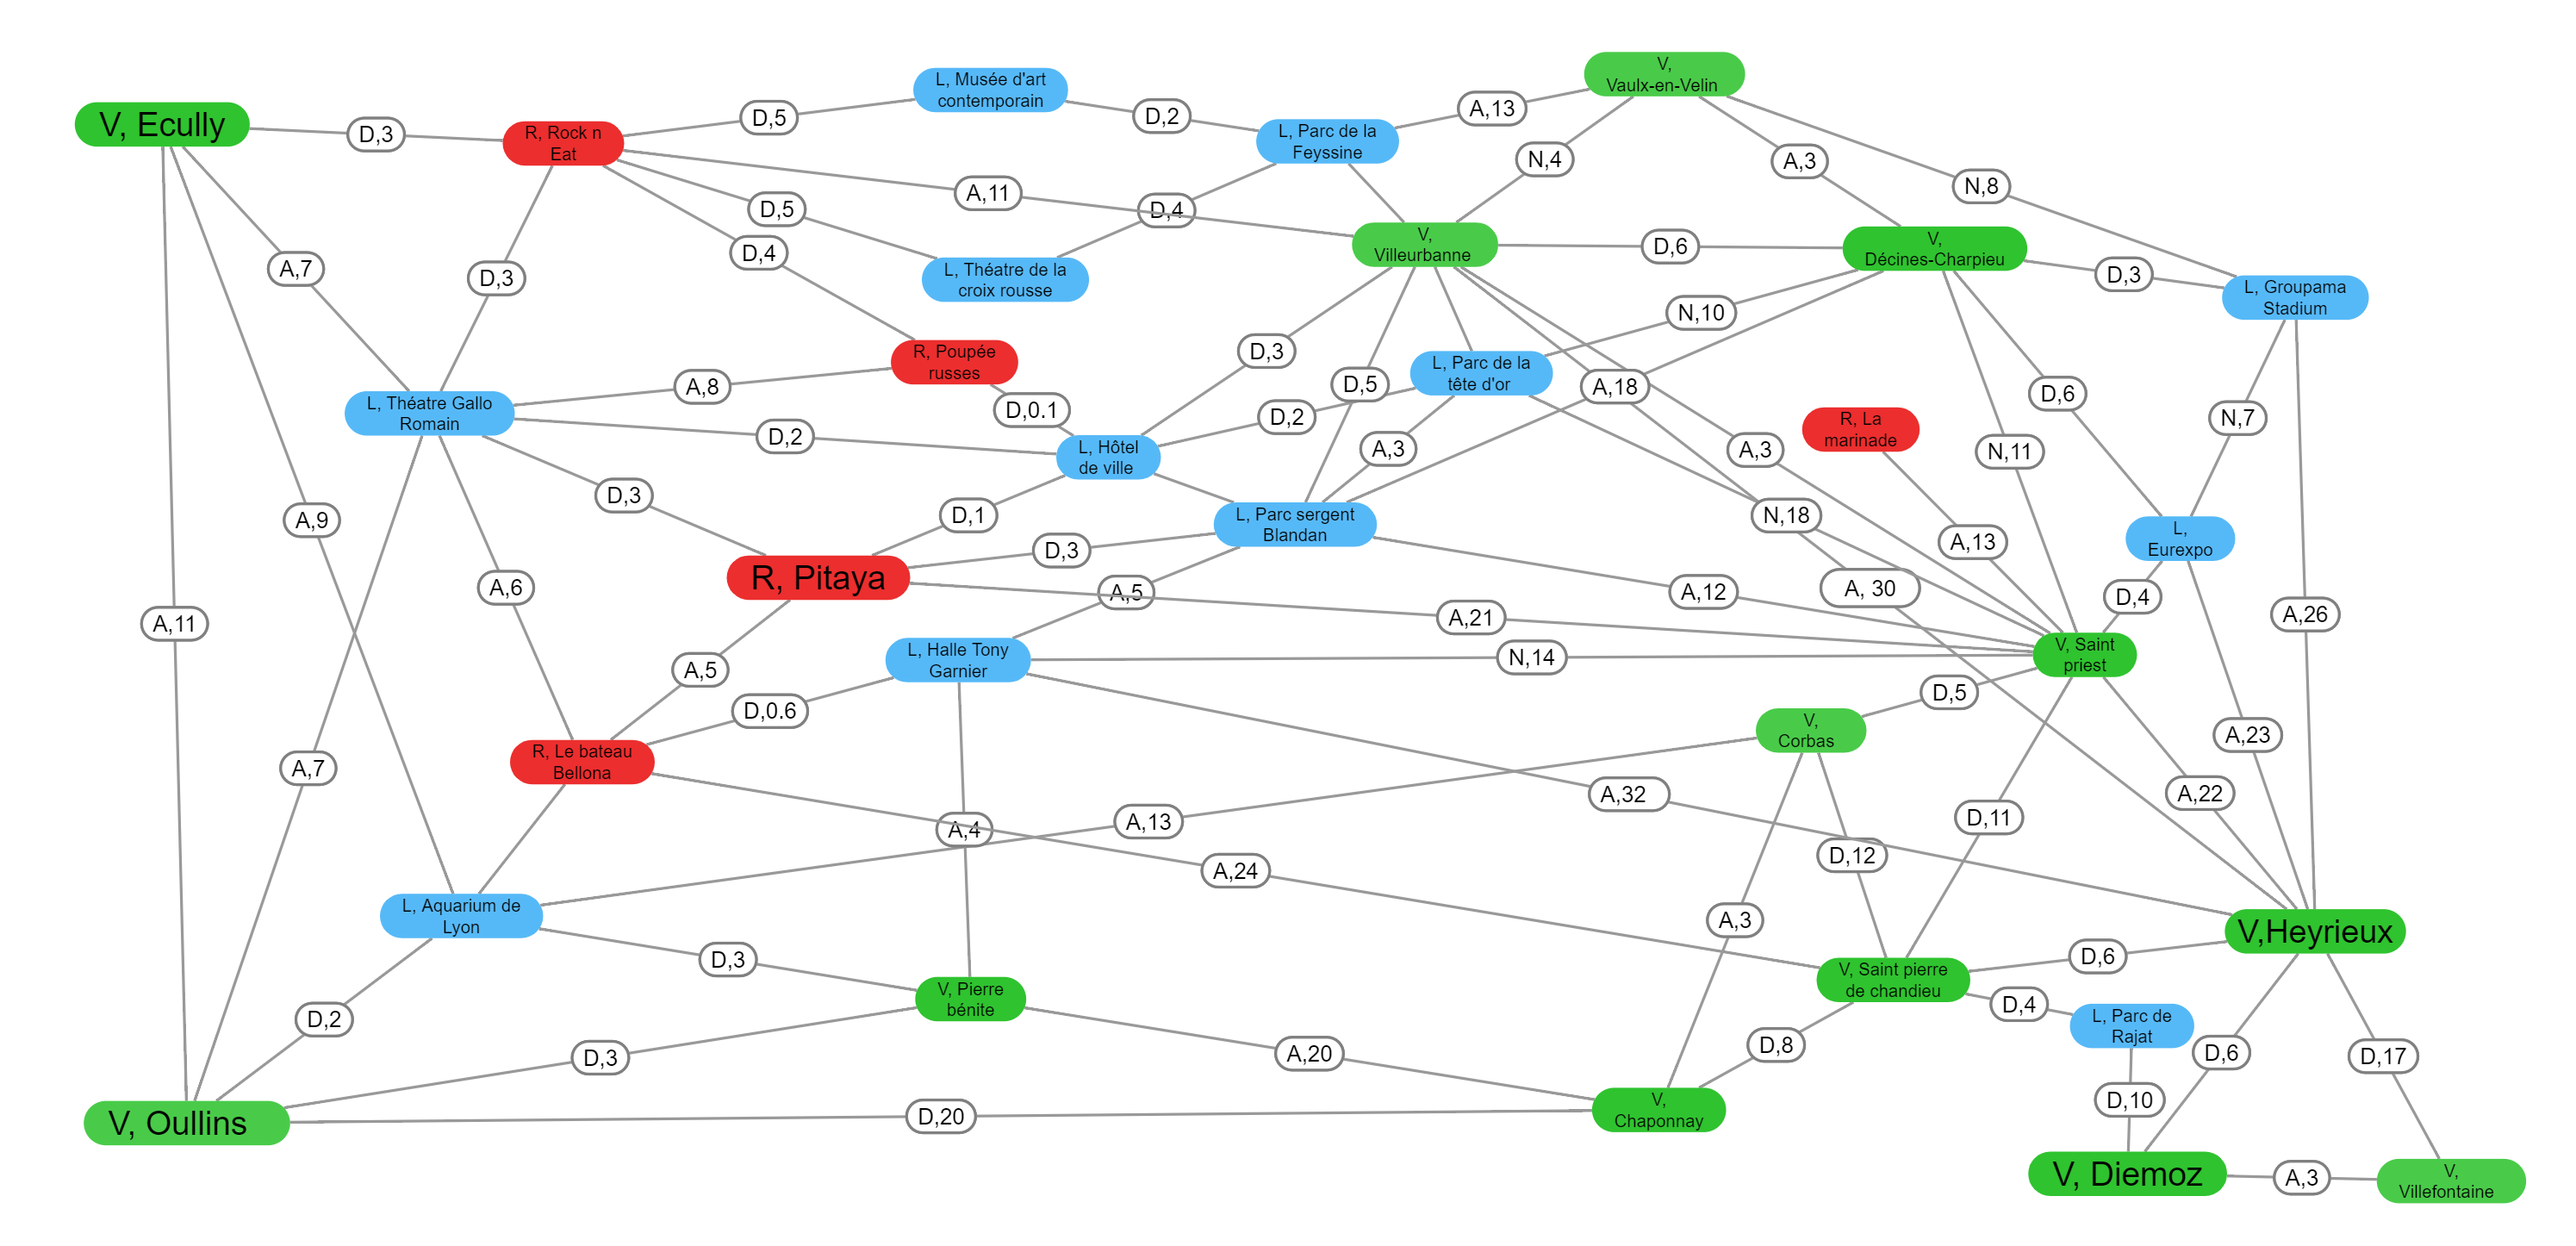 V,
Vaulx-en-Velin
L, Musée d'art
contemporain
V, Ecully
D,3
R, Rock n
Eat
D,5
D,2
L, Parc de la
Feyssine
A,13
N,4
A,3
N,8
A,11
D,5
D,4
D,4
V,
Villeurbanne
D,6
V,
Décines-Charpieu
A,7
D,3
L, Théatre de la
croix rousse
D,3
L, Groupama
Stadium
N,10
R, Poupée
russes
D,3
L, Parc de la
tête d'or
A,8
D,5
A,18
D,6
L, Théatre Gallo
Romain
D,0.1
D,2
R, La
marinade
N,7
D,2
L, Hôtel
de ville
A,3
A,3
N,11
D,3
D,1
L, Parc sergent
Blandan
N,18
A,9
L,
Eurexpo
D,3
A,13
R, Pitaya
A,6
A,5
A,12
A, 30
D,4
A,11
A,21
A,26
L, Halle Tony
Garnier
N,14
V, Saint
priest
A,5
D,5
D,0.6
V,
Corbas
A,23
R, Le bateau
Bellona
A,7
A,32
A,22
A,4
A,13
D,11
A,24
D,12
L, Aquarium de
Lyon
A,3
V,Heyrieux
D,3
D,6
V, Pierre
bénite
V, Saint pierre
de chandieu
D,4
D,2
L, Parc de
Rajat
D,3
A,20
D,8
D,6
D,17
V, Oullins
D,20
V,
Chaponnay
D,10
V, Diemoz
A,3
V,
Villefontaine